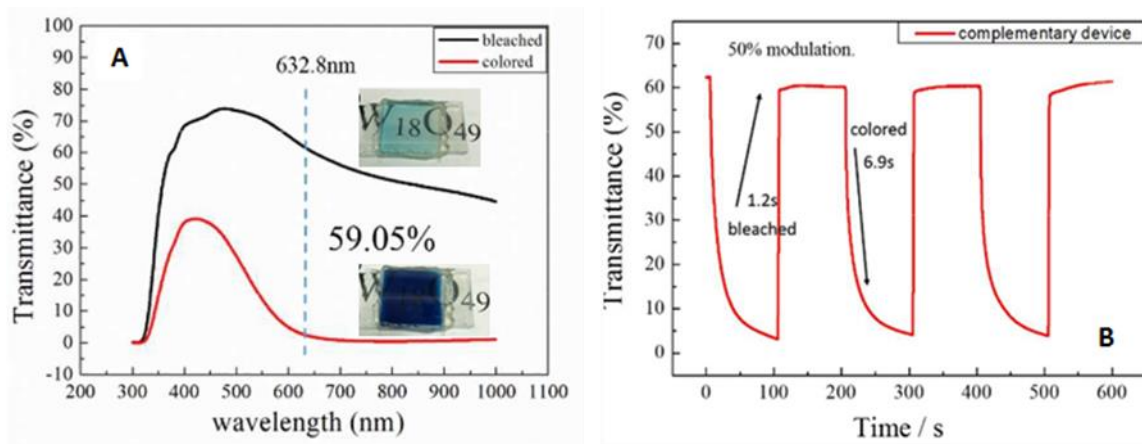 A
bleached
colored
632.8nm
W18O49
59.05%
W18O49
100
90
80
70
60
50
40
30
20
10
0
-10
200 300 400 500 600 700 800 900 1000 1100
Transmittance (%)
wavelength (nm)
B
complementary device
50% modulation.
colored
6.9s
1.2s
bleached
70
60
50
40
30
20
10
0
0 100 200 300 400 500 600
Transmittance (%)
Time / s